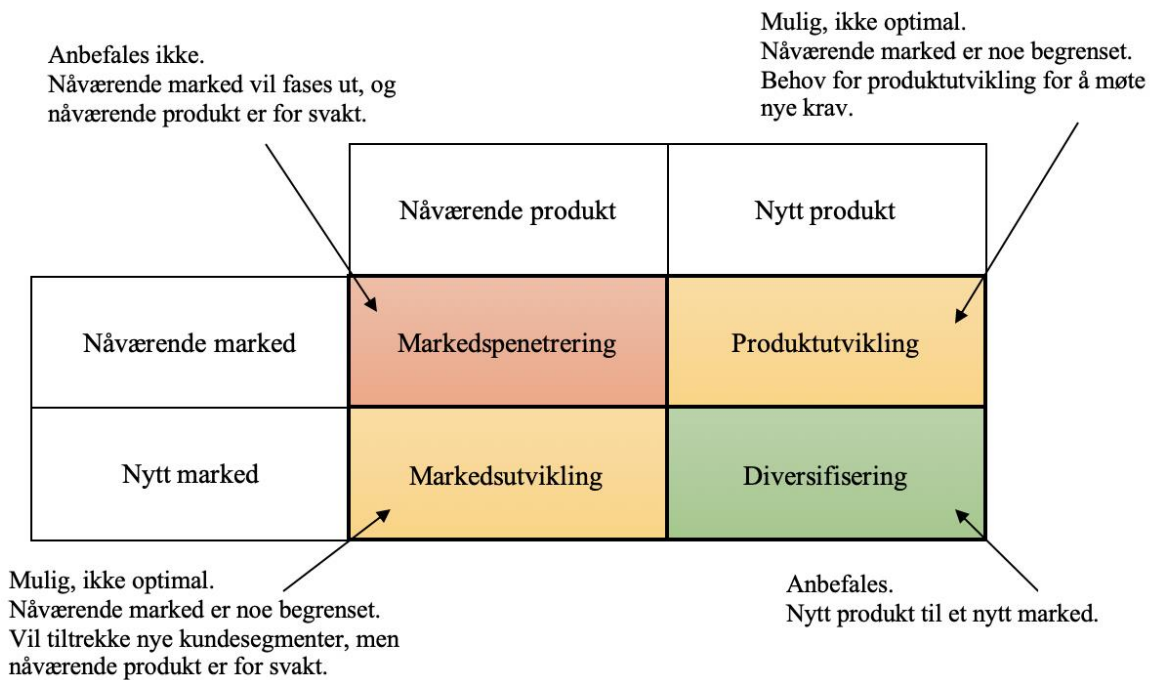 Anbefales ikke.
Nåværende marked vil fases ut, og
nåværende produkt er for svakt.
Mulig, ikke optimal.
Nåværende marked er noe begrenset.
Behov for produktutvikling for å møte
nye krav.
Nåværende produkt
Nytt produkt
Nåværende marked
Markedspenetrering
Produktutvikling
Nytt marked
Markedsutvikling
Diversifisering
Mulig, ikke optimal.
Nåværende marked er noe begrenset.
Vil tiltrekke nye kundesegmenter, men
nåværende produkt er for svakt.
Anbefales.
Nytt produkt til et nytt marked.